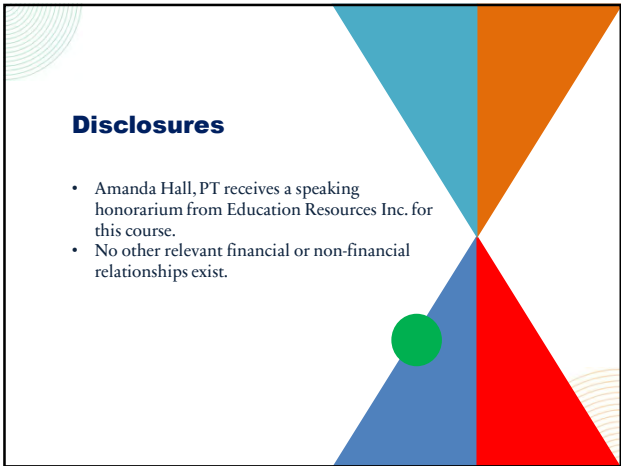 Disclosures
• Amanda Hall, PT receives a speaking
honorarium from Education Resources Inc. for
this course.
• No other relevant financial or non-financial
relationships exist.